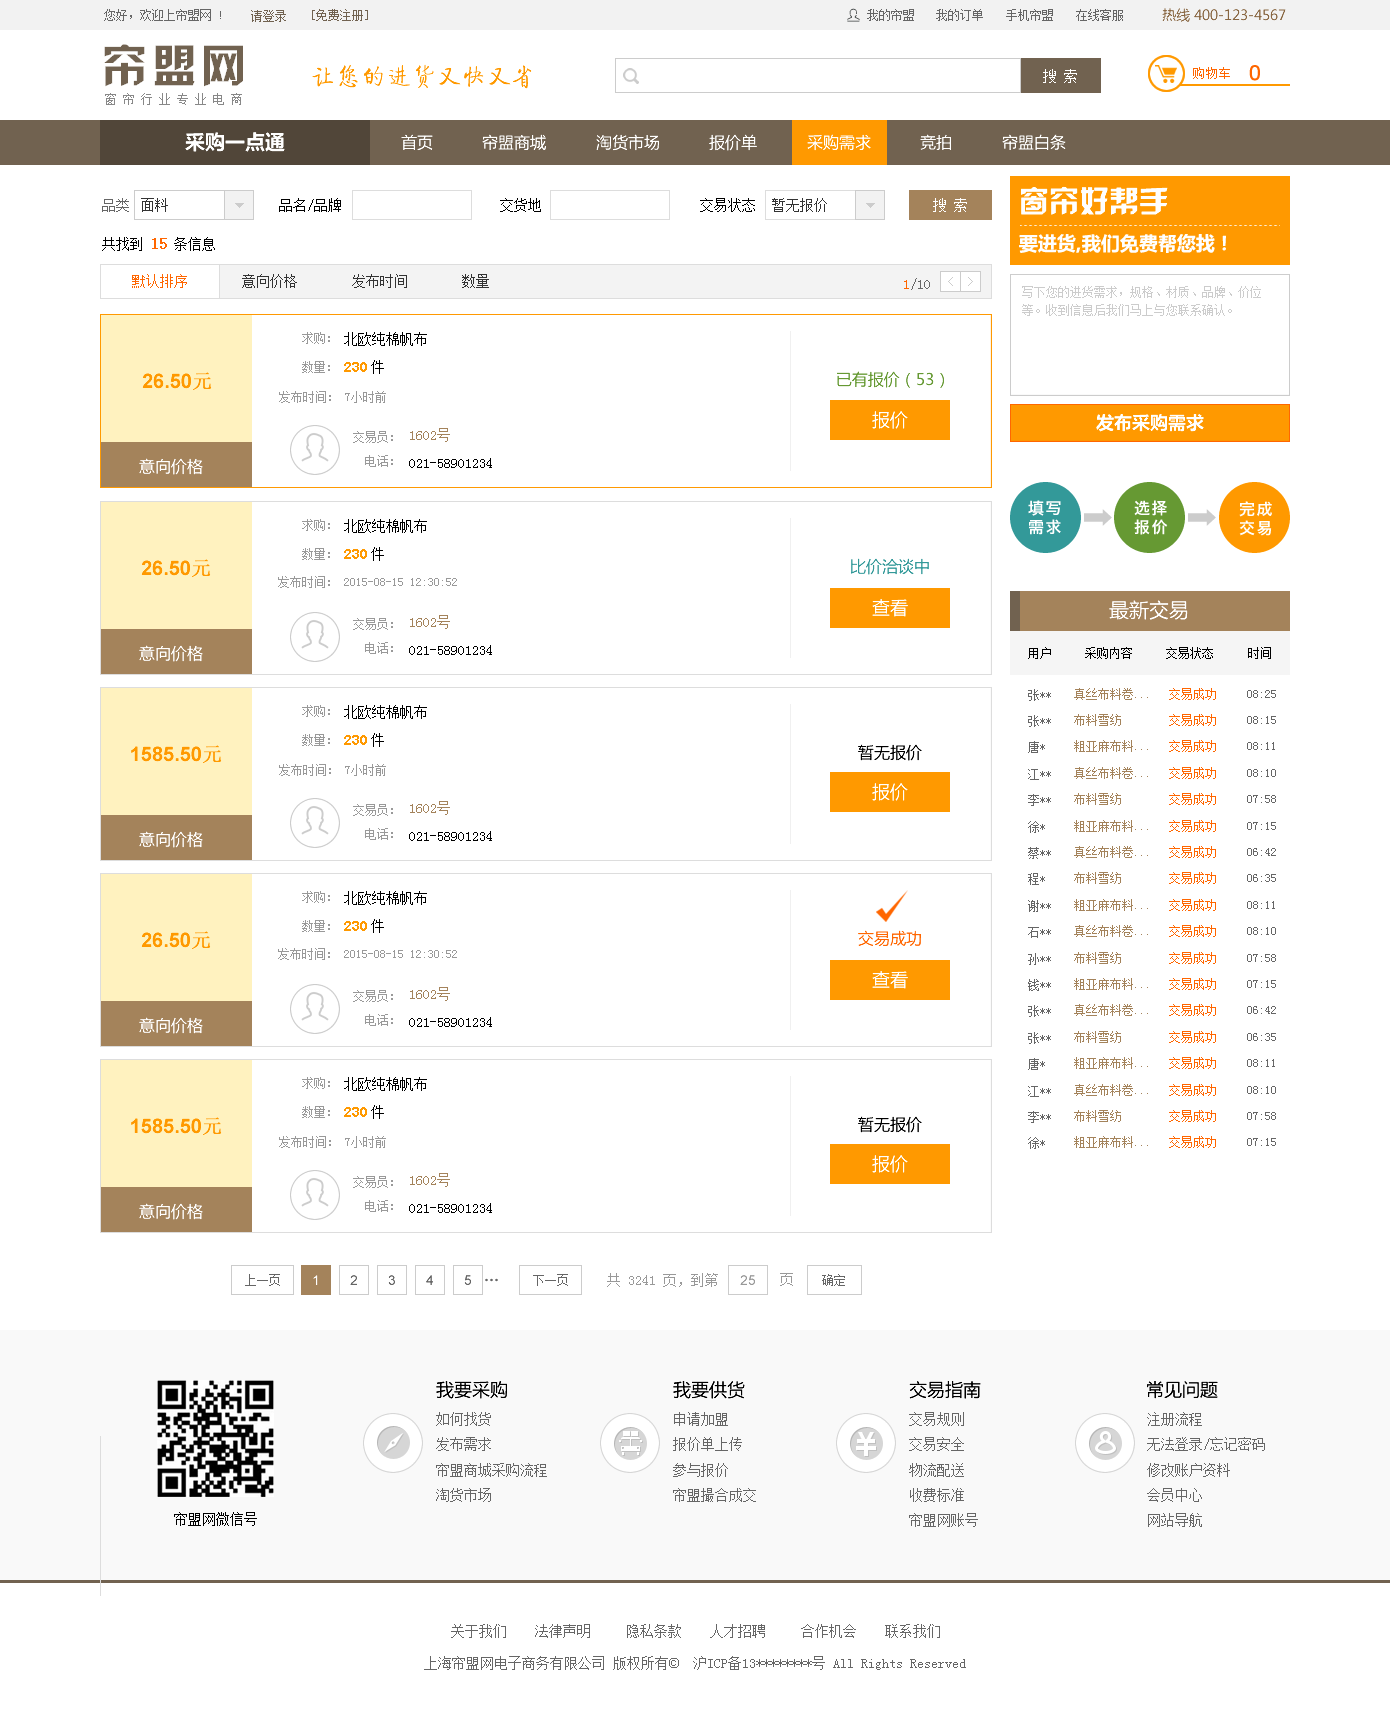 您好，欢迎上帘盟网 ！ 请登录 [免费注册] 我的帘盟 我的订单 手机帘盟 在线客服 热线 400-123-4567
帘盟网
窗帘行业专业电商
让您的进货又快又省
搜 索
购物车 0
采购一点通 首页 帘盟商城 淘货市场 报价单 采购需求 竞拍 帘盟白条
品类 面料 品名/品牌 交货地 交易状态 暂无报价 搜 索
共找到 15 条信息
默认排序 意向价格 发布时间 数量 1/10
26.50元
意向价格
求购： 北欧纯棉帆布
数量： 230 件
发布时间： 7小时前
交易员： 1602号
电话： 021-58901234
已有报价（53）
报价
26.50元
意向价格
求购： 北欧纯棉帆布
数量： 230 件
发布时间： 2015-08-15 12:30:52
交易员： 1602号
电话： 021-58901234
比价洽谈中
查看
1585.50元
意向价格
求购： 北欧纯棉帆布
数量： 230 件
发布时间： 7小时前
交易员： 1602号
电话： 021-58901234
暂无报价
报价
26.50元
意向价格
求购： 北欧纯棉帆布
数量： 230 件
发布时间： 2015-08-15 12:30:52
交易员： 1602号
电话： 021-58901234
交易成功
查看
1585.50元
意向价格
求购： 北欧纯棉帆布
数量： 230 件
发布时间： 7小时前
交易员： 1602号
电话： 021-58901234
暂无报价
报价
上一页 1 2 3 4 5 ··· 下一页 共 3241 页，到第 25 页 确定
窗帘好帮手
要进货,我们免费帮您找！
写下您的进货需求，规格、材质、品牌、价位
等。收到信息后我们马上与您联系确认。
发布采购需求
填写
需求
选择
报价
完成
交易
最新交易
用户 采购内容 交易状态 时间
张** 真丝布料卷... 交易成功 08:25
张** 布料雪纺 交易成功 08:15
唐* 粗亚麻布料... 交易成功 08:11
江** 真丝布料卷... 交易成功 08:10
李** 布料雪纺 交易成功 07:58
徐* 粗亚麻布料... 交易成功 07:15
蔡** 真丝布料卷... 交易成功 06:42
程* 布料雪纺 交易成功 06:35
谢** 粗亚麻布料... 交易成功 08:11
石** 真丝布料卷... 交易成功 08:10
孙** 布料雪纺 交易成功 07:58
钱** 粗亚麻布料... 交易成功 07:15
张** 真丝布料卷... 交易成功 06:42
张** 布料雪纺 交易成功 06:35
唐* 粗亚麻布料... 交易成功 08:11
江** 真丝布料卷... 交易成功 08:10
李** 布料雪纺 交易成功 07:58
徐* 粗亚麻布料... 交易成功 07:15
帘盟网微信号
我要采购
如何找货
发布需求
帘盟商城采购流程
淘货市场
我要供货
申请加盟
报价单上传
参与报价
帘盟撮合成交
交易指南
交易规则
交易安全
物流配送
收费标准
帘盟网账号
常见问题
注册流程
无法登录/忘记密码
修改账户资料
会员中心
网站导航
关于我们 法律声明 隐私条款 人才招聘 合作机会 联系我们
上海帘盟网电子商务有限公司 版权所有© 沪ICP备13********号 All Rights Reserved